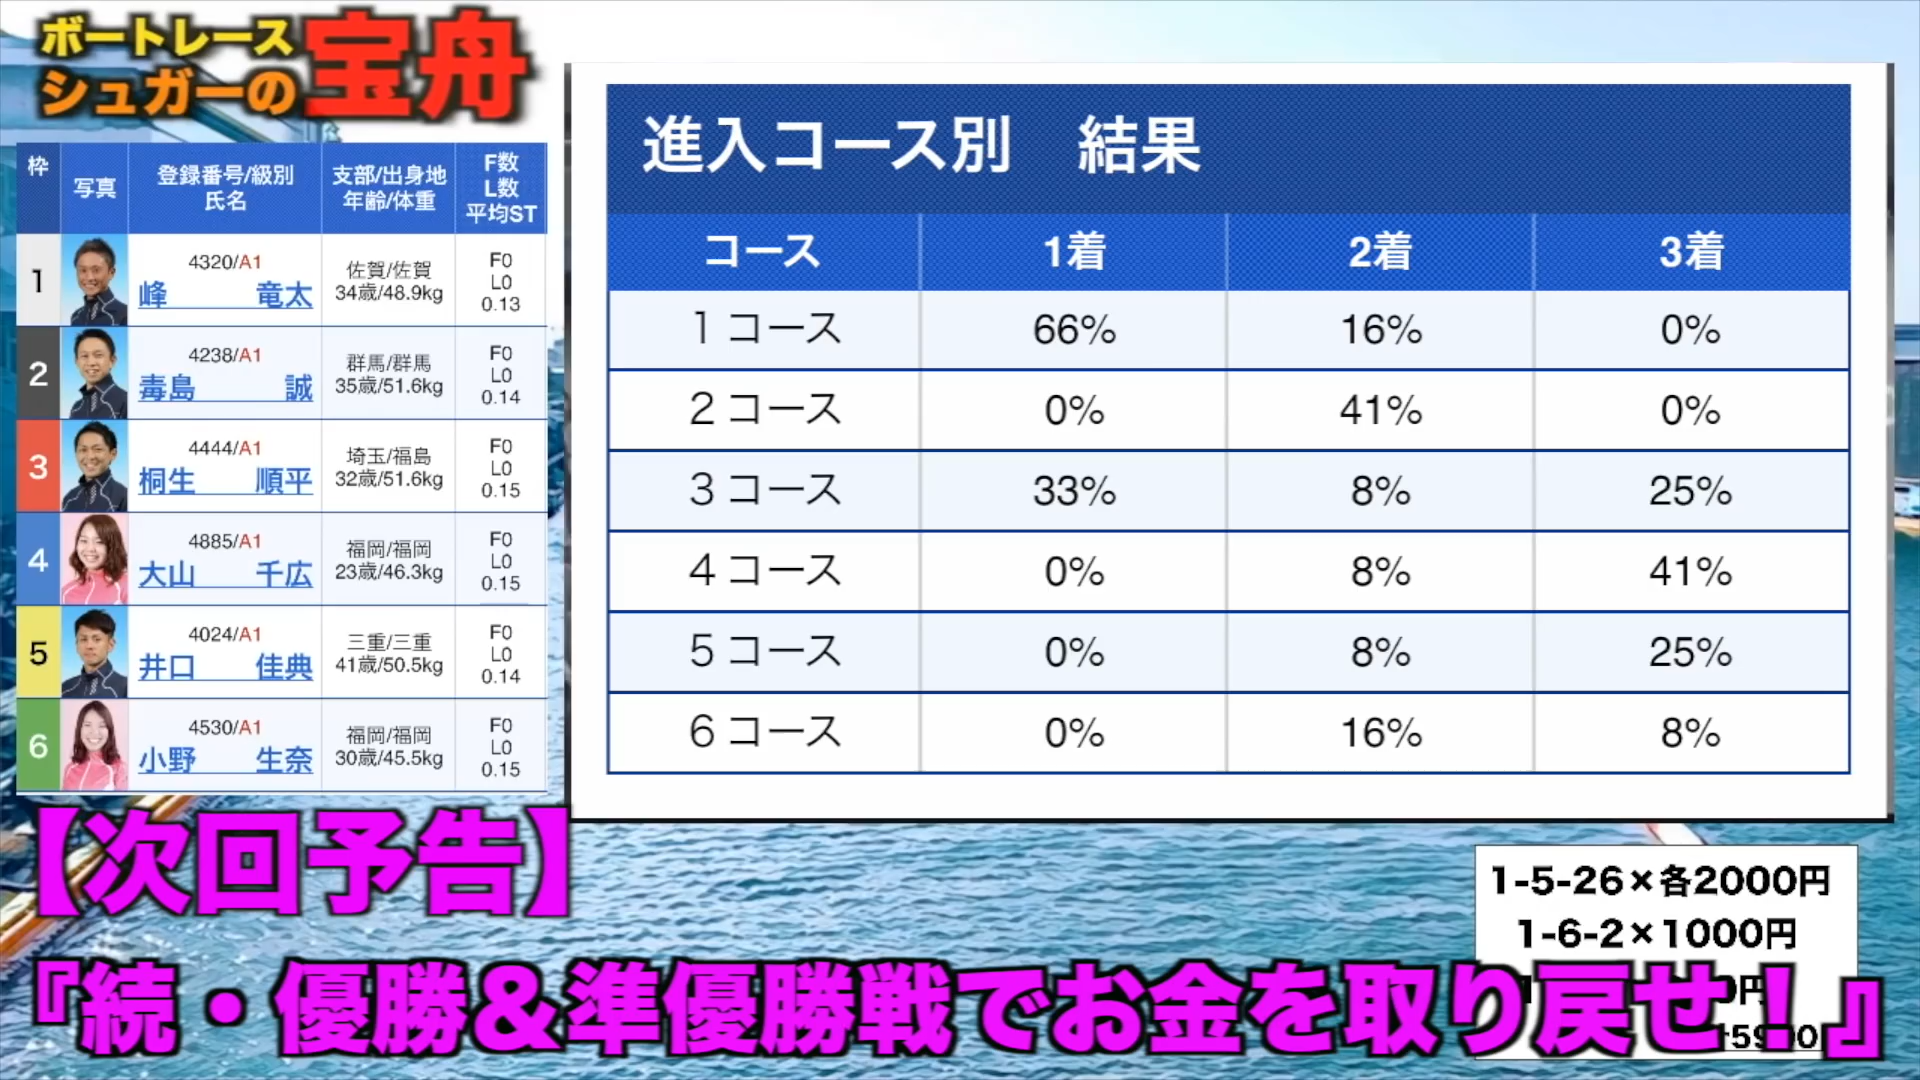 ボートレース
シュガーの宝舟
枠
写真
登録番号/級別
氏名
支部/出身地
年齢/体重
F数
L数
平均ST
1
4320/A1
峰 竜太
佐賀/佐賀
34歳/48.9kg
F0
L0
0.13
2
4238/A1
毒島 誠
群馬/群馬
35歳/51.6kg
F0
L0
0.14
3
4444/A1
桐生 順平
埼玉/福島
32歳/51.6kg
F0
L0
0.15
4
4885/A1
大山 千広
福岡/福岡
23歳/46.3kg
F0
L0
0.15
5
4024/A1
井口 佳典
三重/三重
41歳/50.5kg
F0
L0
0.14
6
4530/A1
小野 生奈
福岡/福岡
30歳/45.5kg
F0
L0
0.15
進入コース別 結果
コース 1着 2着 3着
1コース 66% 16% 0%
2コース 0% 41% 0%
3コース 33% 8% 25%
4コース 0% 8% 41%
5コース 0% 8% 25%
6コース 0% 16% 8%
1-5-26×各2000円
1-6-2×1000円
【次回予告】
『続・優勝&準優勝戦でお金を取り戻せ!』